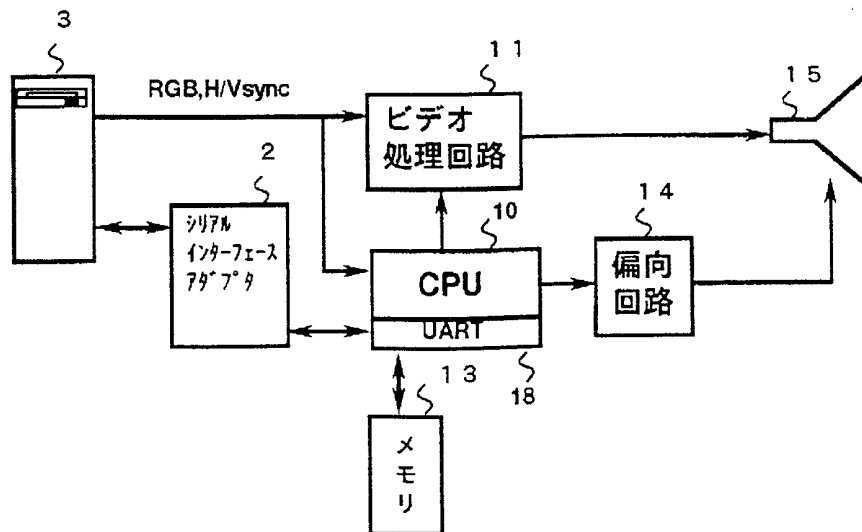 3
RGB,H/Vsync
11
ビデオ
処理回路
15
2
シリアル
インターフェース
アダプタ
10
CPU
UART
18
14
偏向
回路
13
メモリ